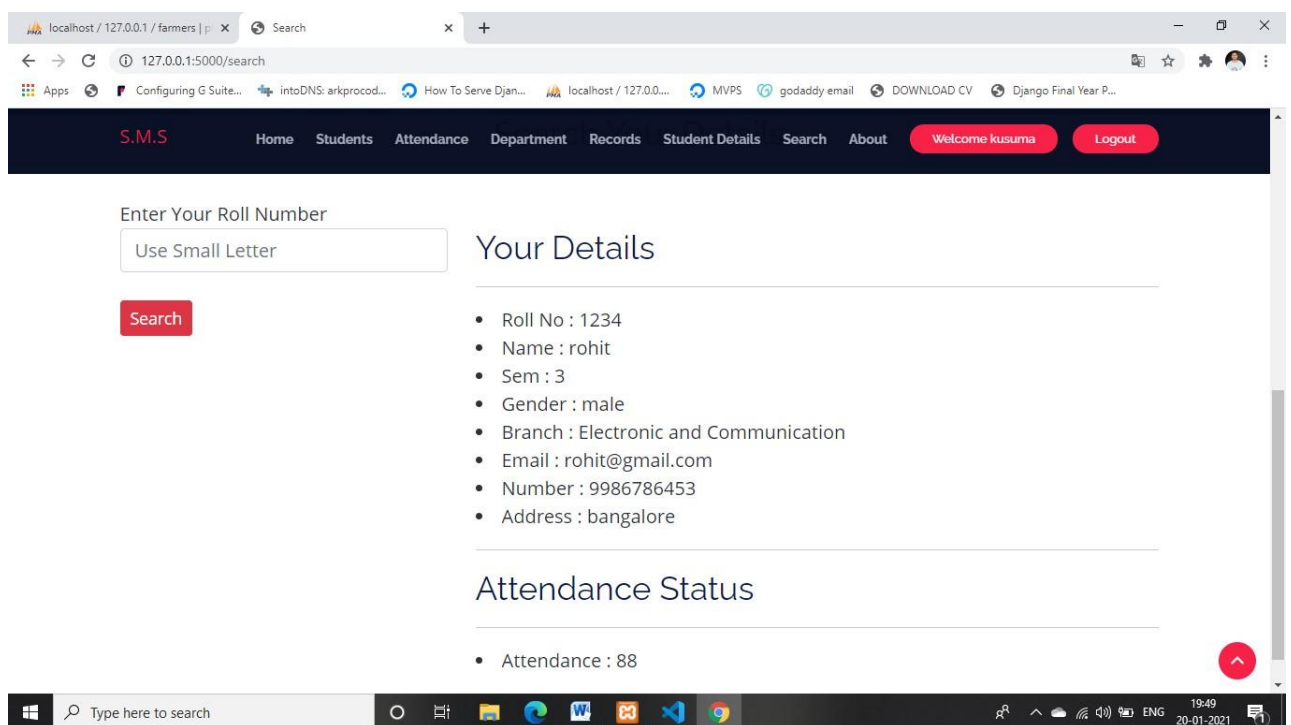 localhost / 127.0.0.1 / farmers | p
Search
127.0.0.1:5000/search
Apps
Configuring G Suite...
intoDNS: arkprocod...
How To Serve Djan...
localhost / 127.0.0....
MVPS
godaddy email
DOWNLOAD CV
Django Final Year P...
S.M.S
Home
Students
Attendance
Department
Records
Student Details
Search
About
Welcome kusuma
Logout
Enter Your Roll Number
Use Small Letter
Search
Your Details
Roll No : 1234
Name : rohit
Sem : 3
Gender : male
Branch : Electronic and Communication
Email : rohit@gmail.com
Number : 9986786453
Address : bangalore
Attendance Status
Attendance : 88
Type here to search
ENG
19:49
20-01-2021